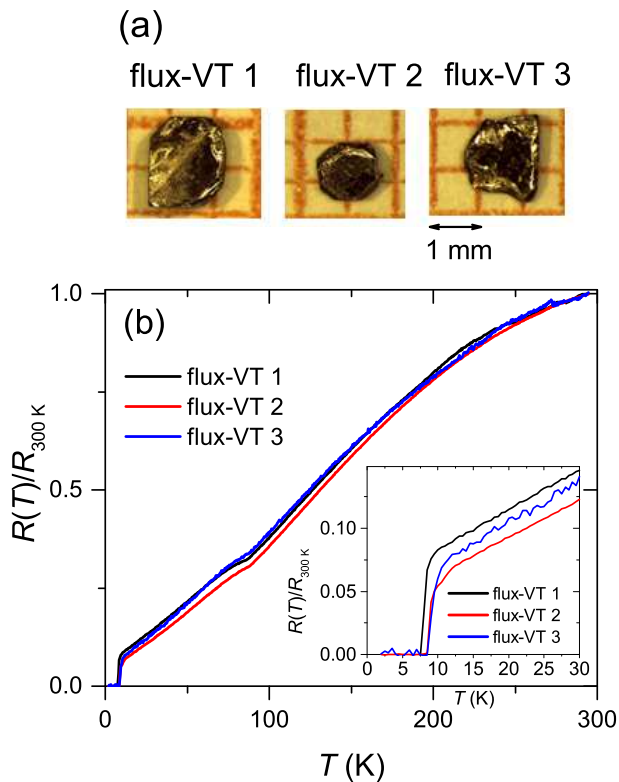 (a)
flux-VT 1 flux-VT 2 flux-VT 3
1 mm
(b)
1.0
0.5
0.0
R(T)/R300 K
flux-VT 1
flux-VT 2
flux-VT 3
0 100 200 300
T (K)
0.10
0.05
0.00
R(T)/R300 K
flux-VT 1
flux-VT 2
flux-VT 3
0 5 10 15 20 25 30
T (K)